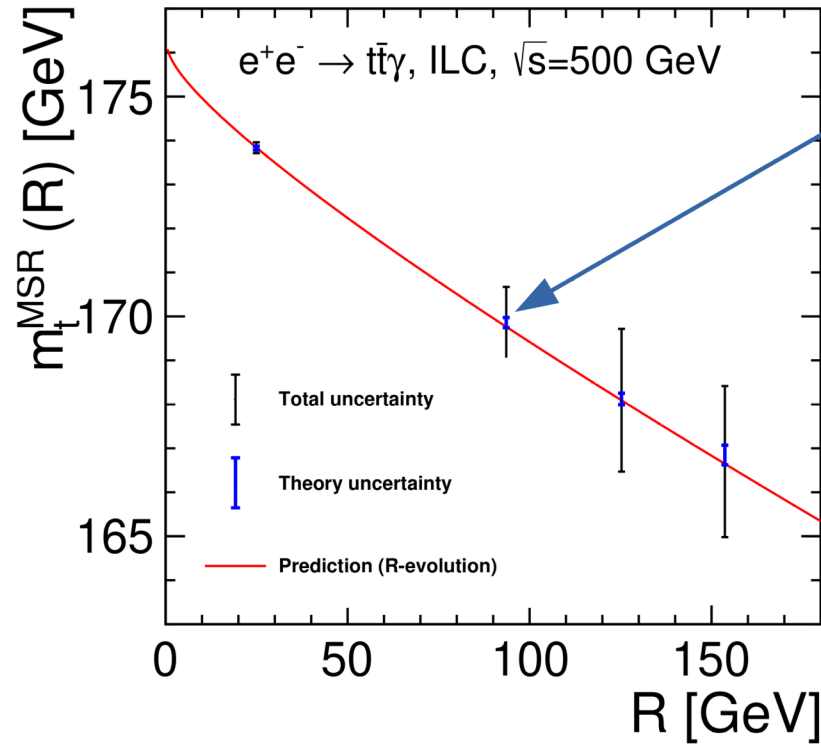 e⁺e⁻ → tt̄γ, ILC, √s=500 GeV
m_t^MSR (R) [GeV]
175
170
165
Total uncertainty
Theory uncertainty
Prediction (R-evolution)
0 50 100 150
R [GeV]